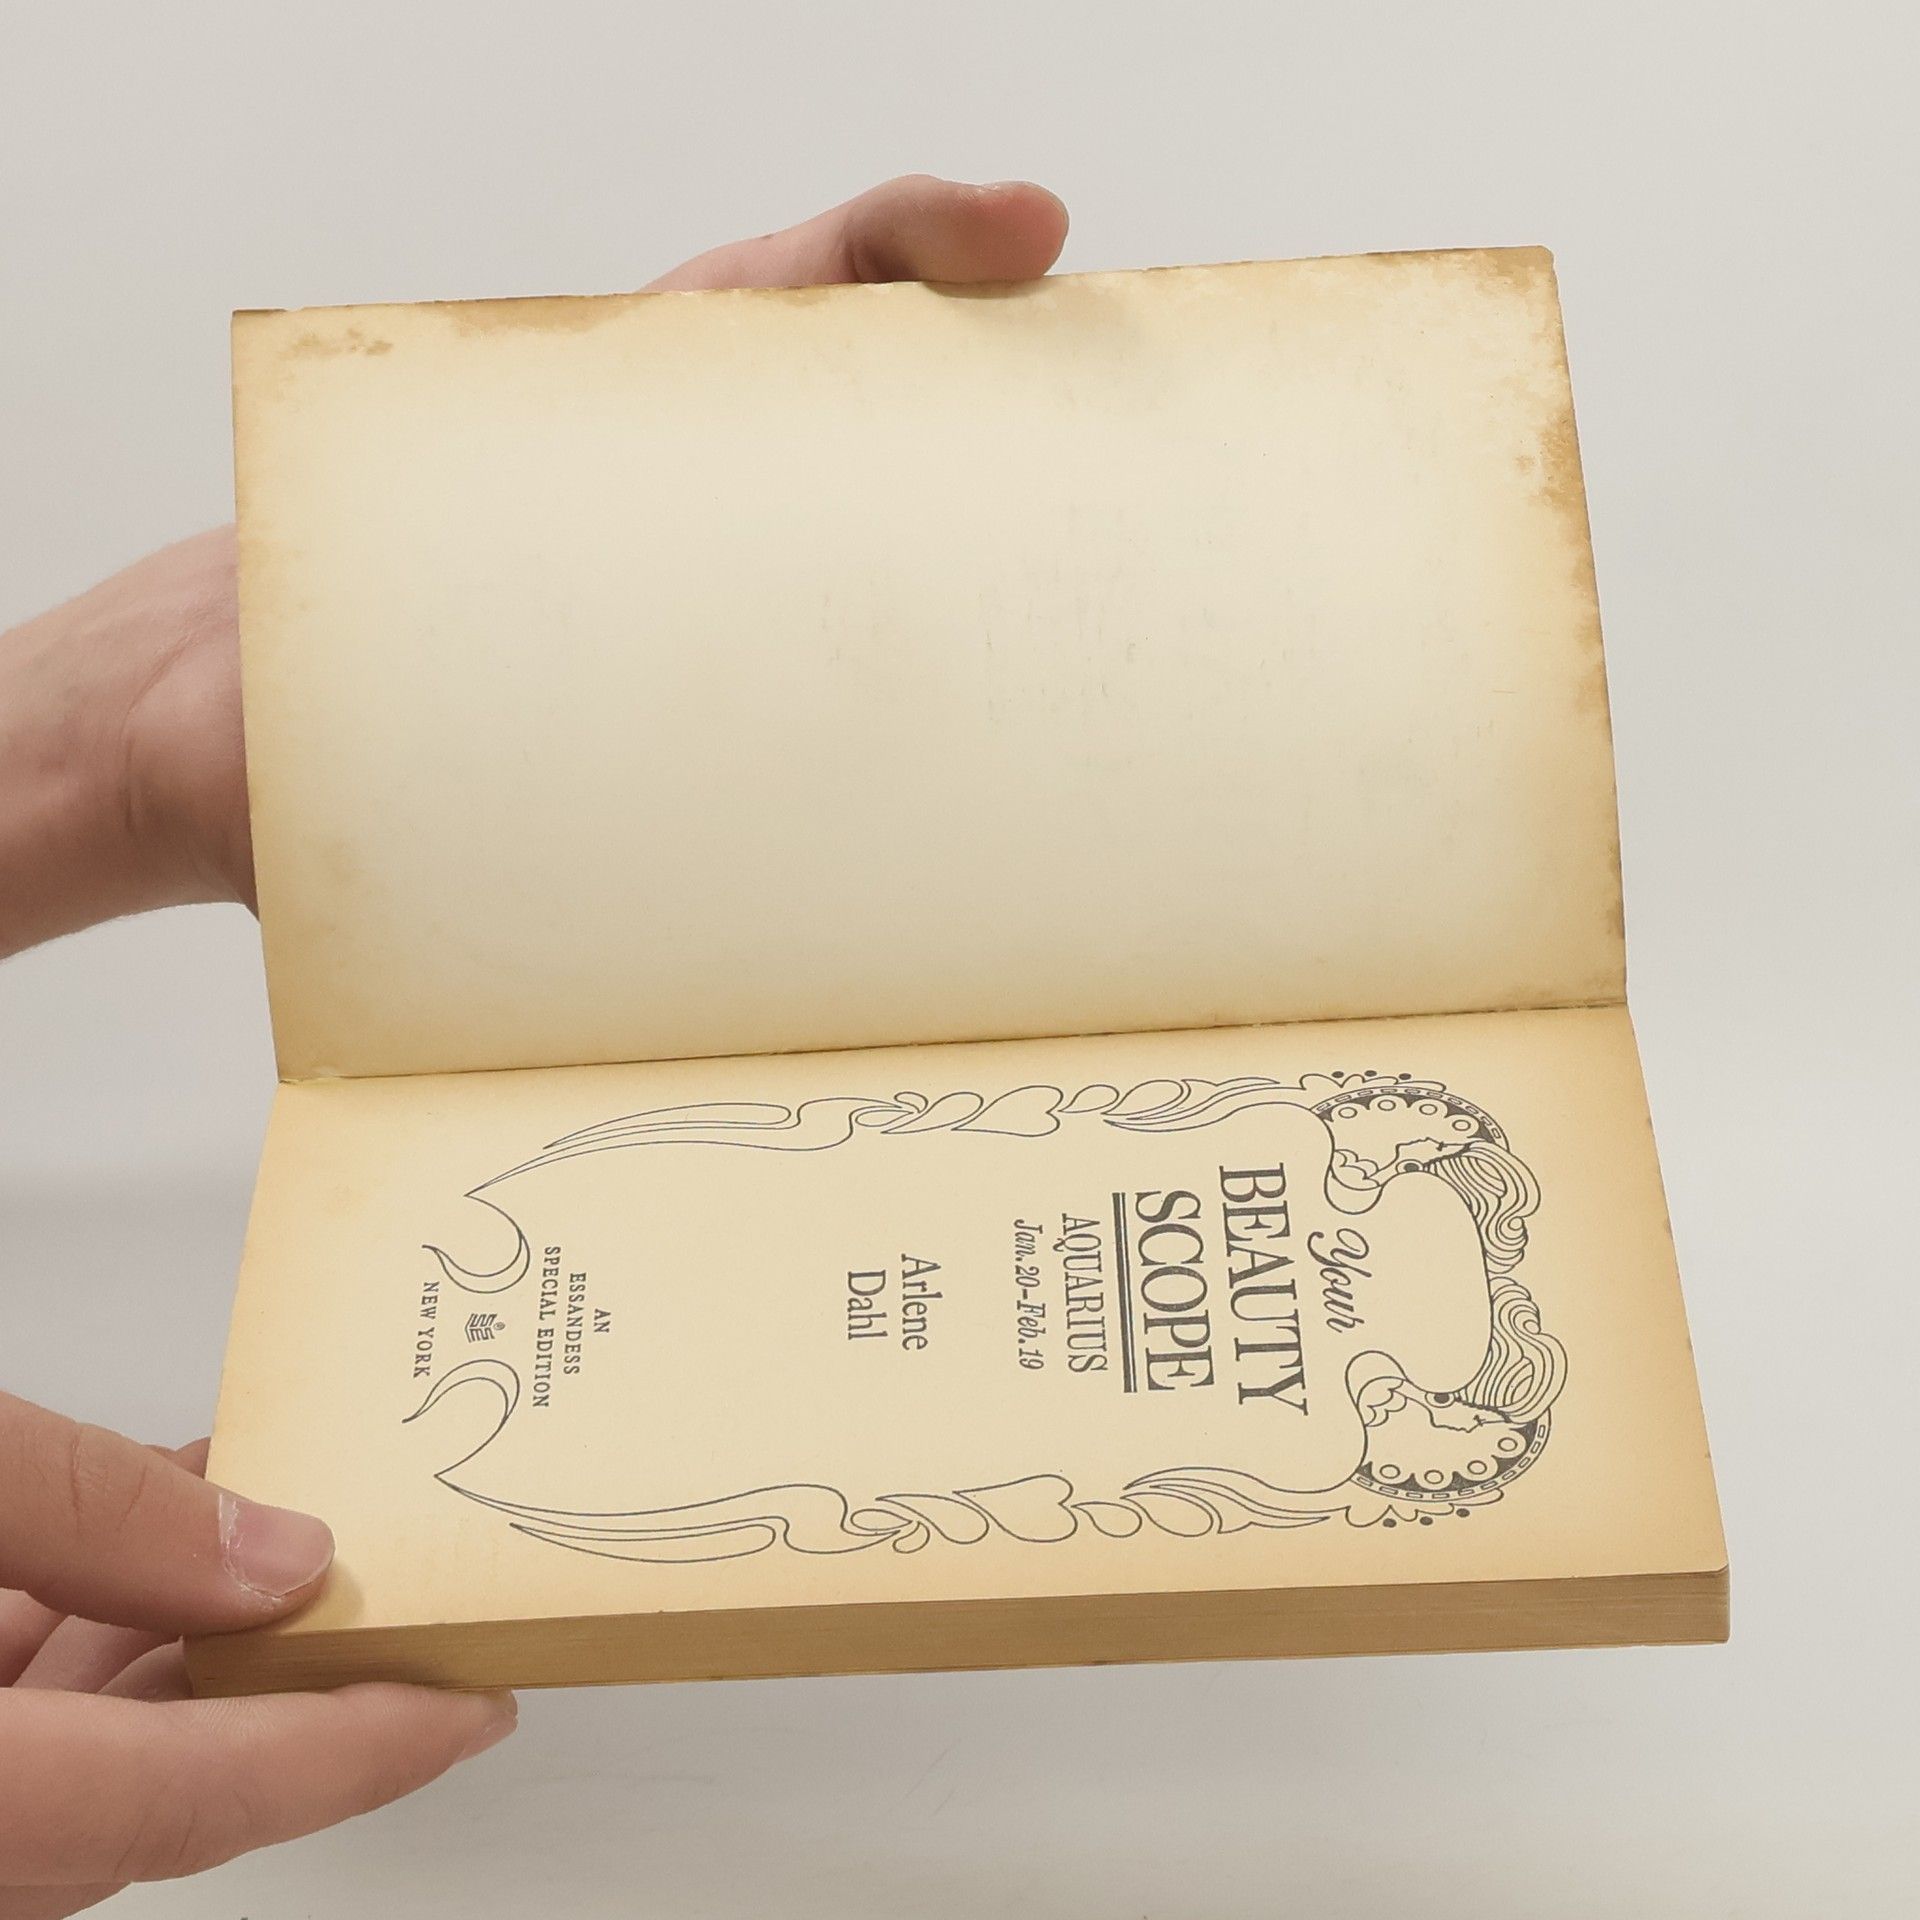 Your
BEAUTY
SCOPE
AQUARIUS
Jan. 20–Feb. 19
Arlene
Dahl
AN
ESSANDESS
SPECIAL EDITION
NEW YORK